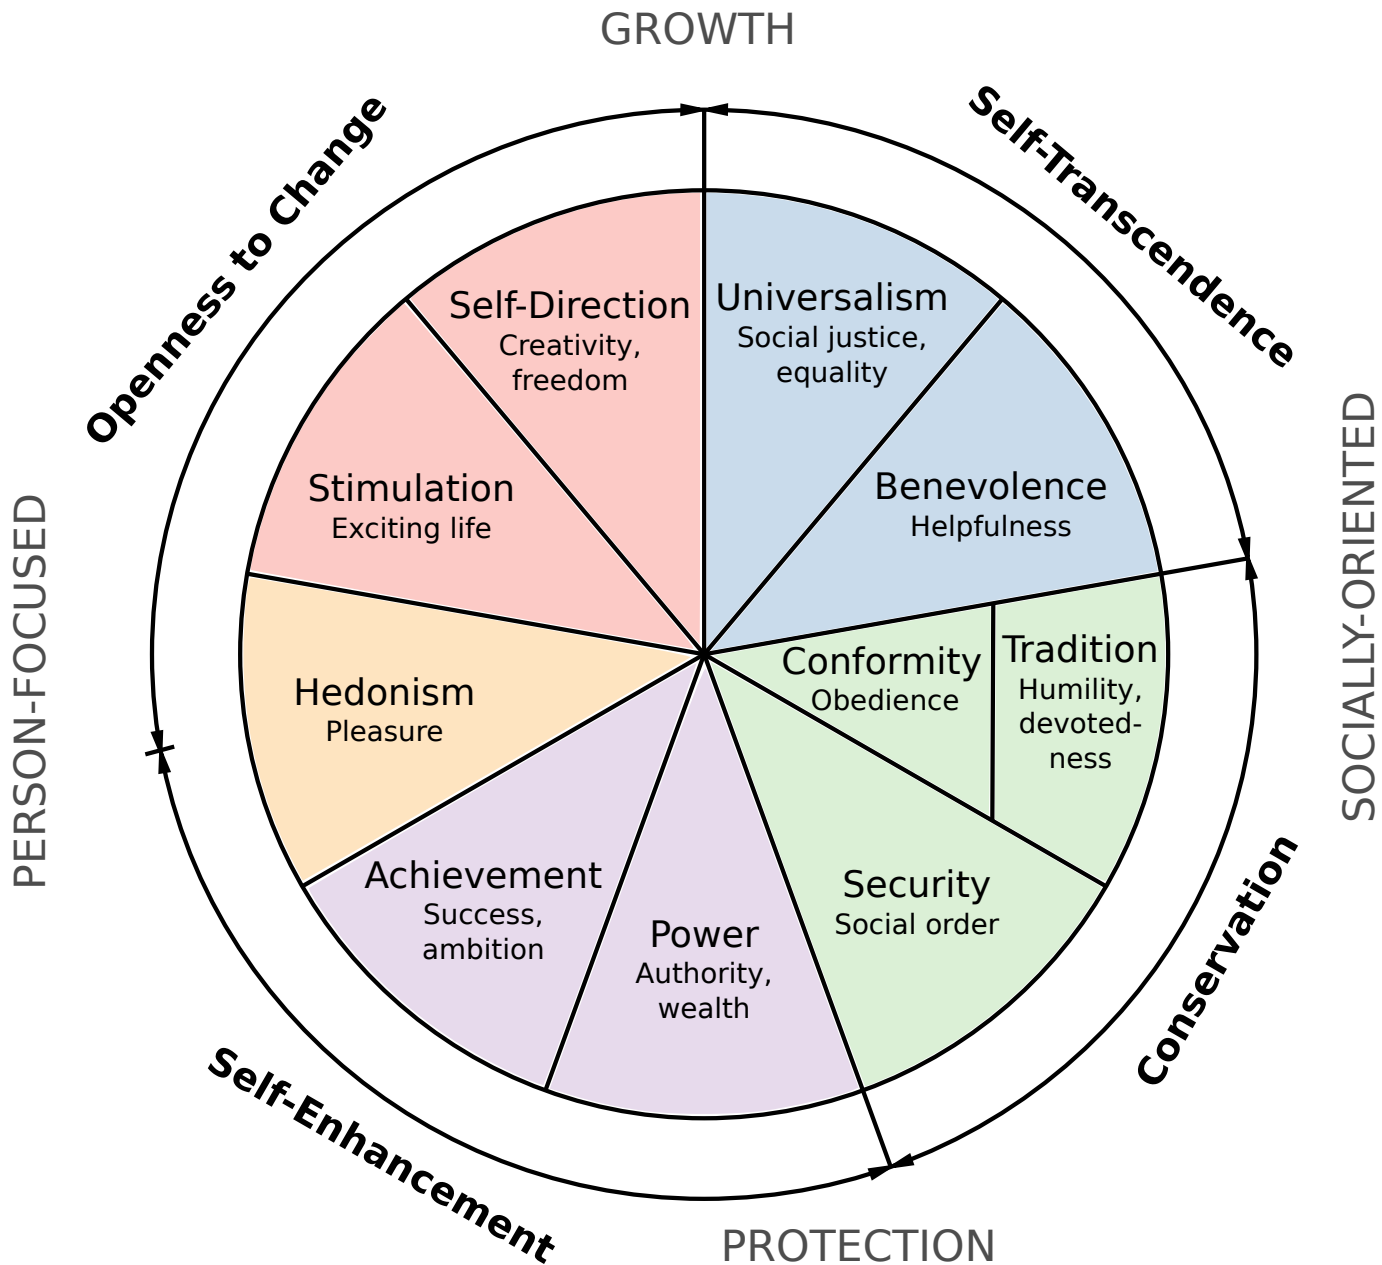 GROWTH
Openness to Change
Self-Transcendence
Self-Direction
Creativity,
freedom
Universalism
Social justice,
equality
Stimulation
Exciting life
Benevolence
Helpfulness
PERSON-FOCUSED
SOCIALLY-ORIENTED
Hedonism
Pleasure
Conformity
Obedience
Tradition
Humility,
devoted-
ness
Achievement
Success,
ambition
Power
Authority,
wealth
Security
Social order
Self-Enhancement
Conservation
PROTECTION